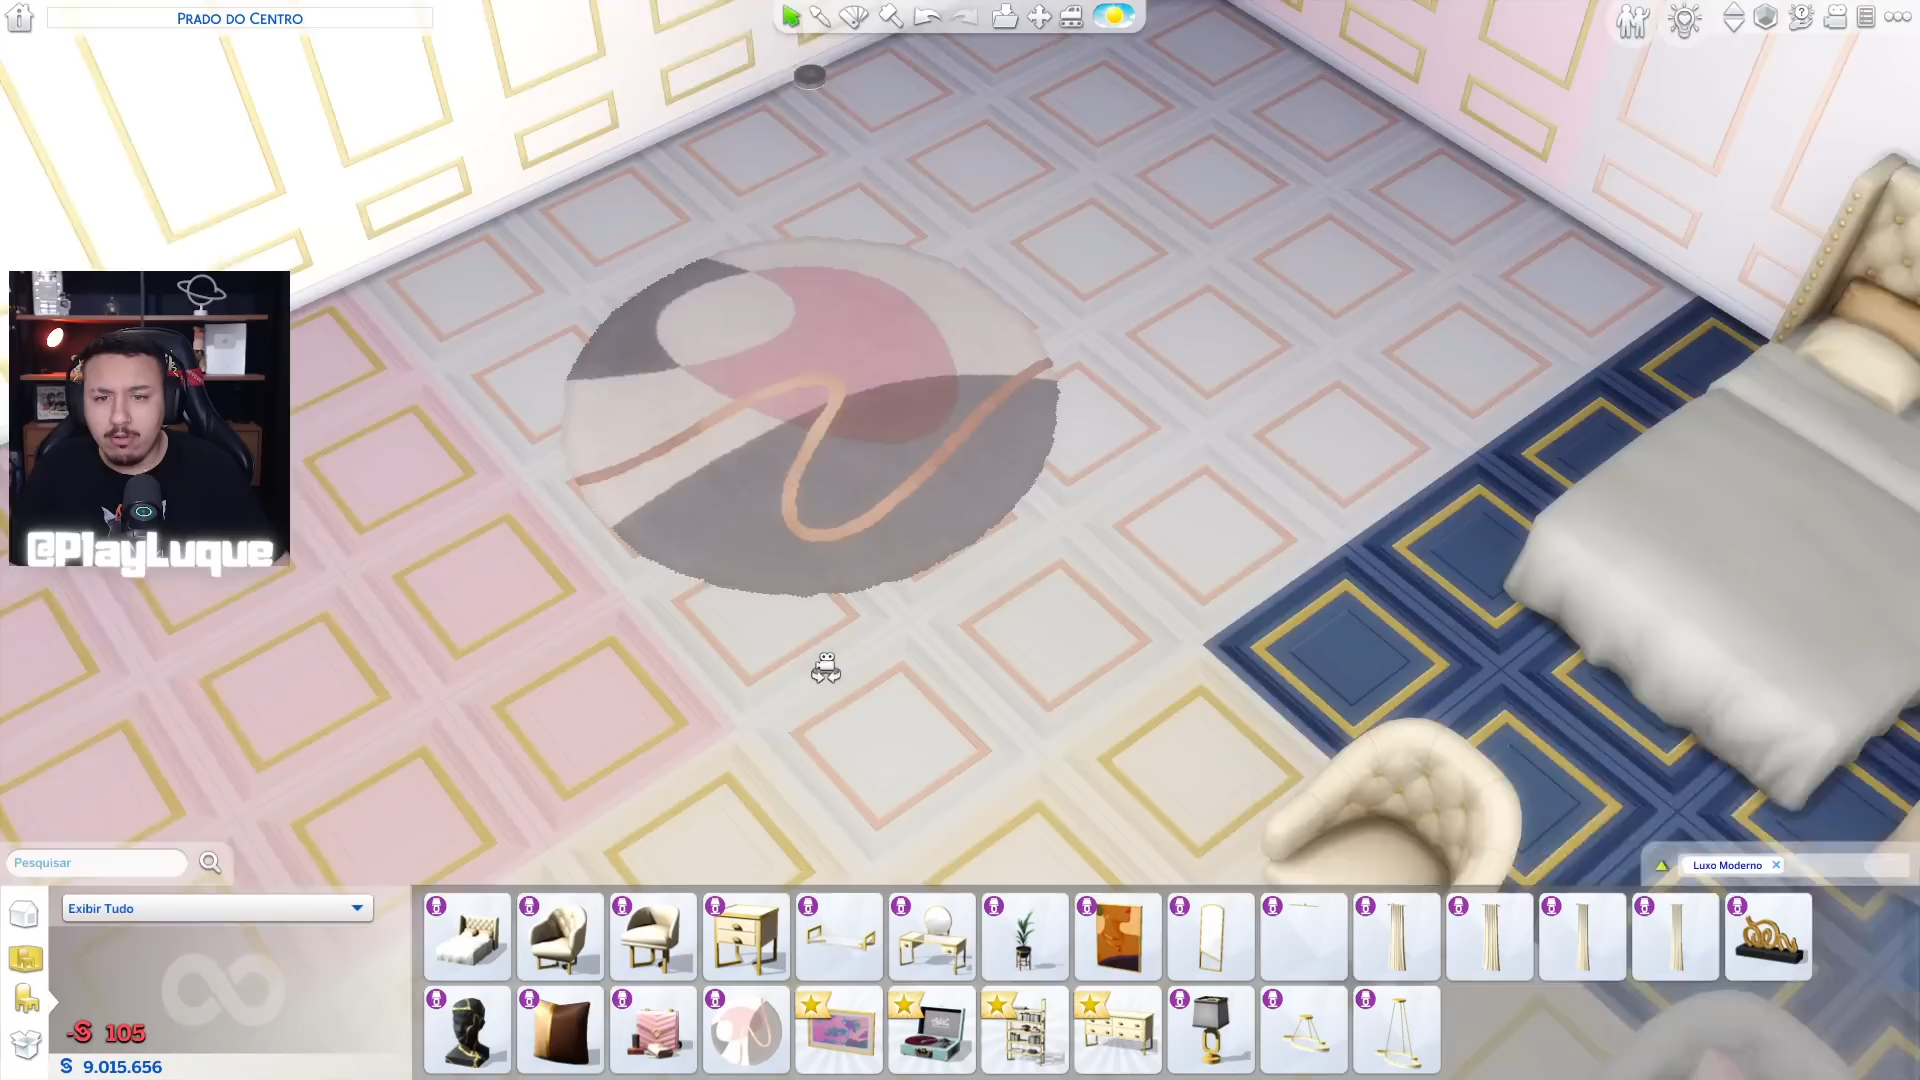 Prado do Centro
@PlayLuque
Pesquisar
Luxo Moderno
Exibir Tudo
-§ 105
§ 9.015.656